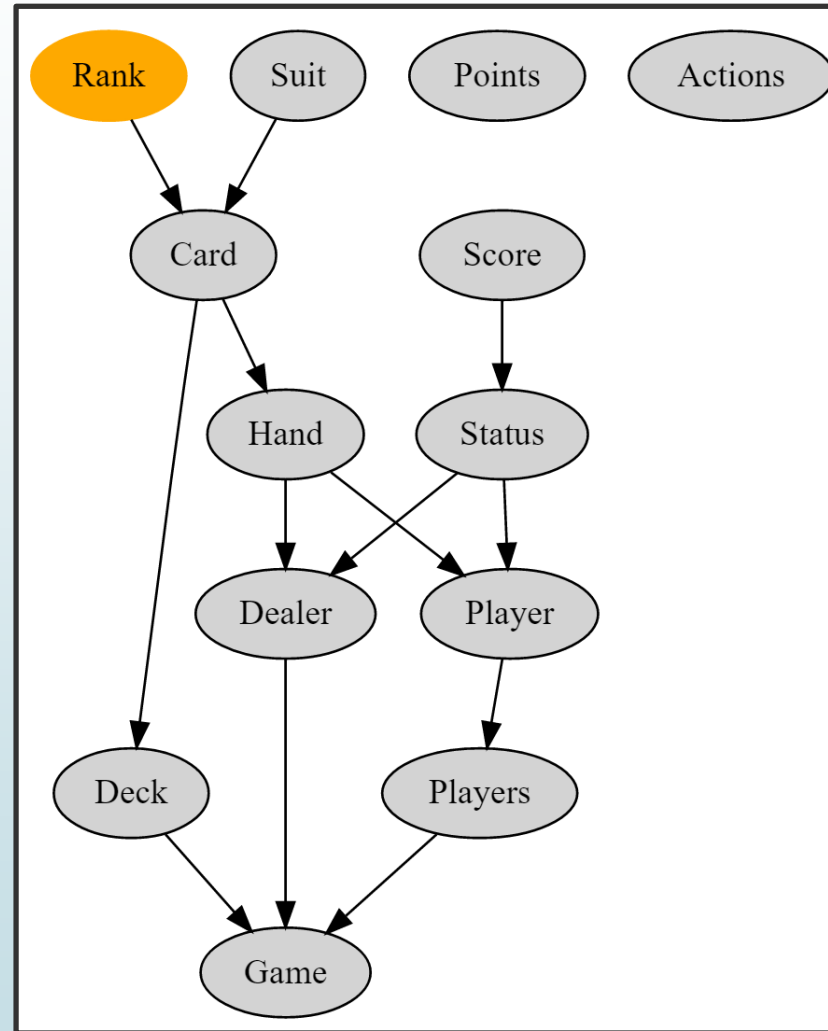 Rank
Suit
Points
Actions
Card
Score
Hand
Status
Dealer
Player
Deck
Players
Game